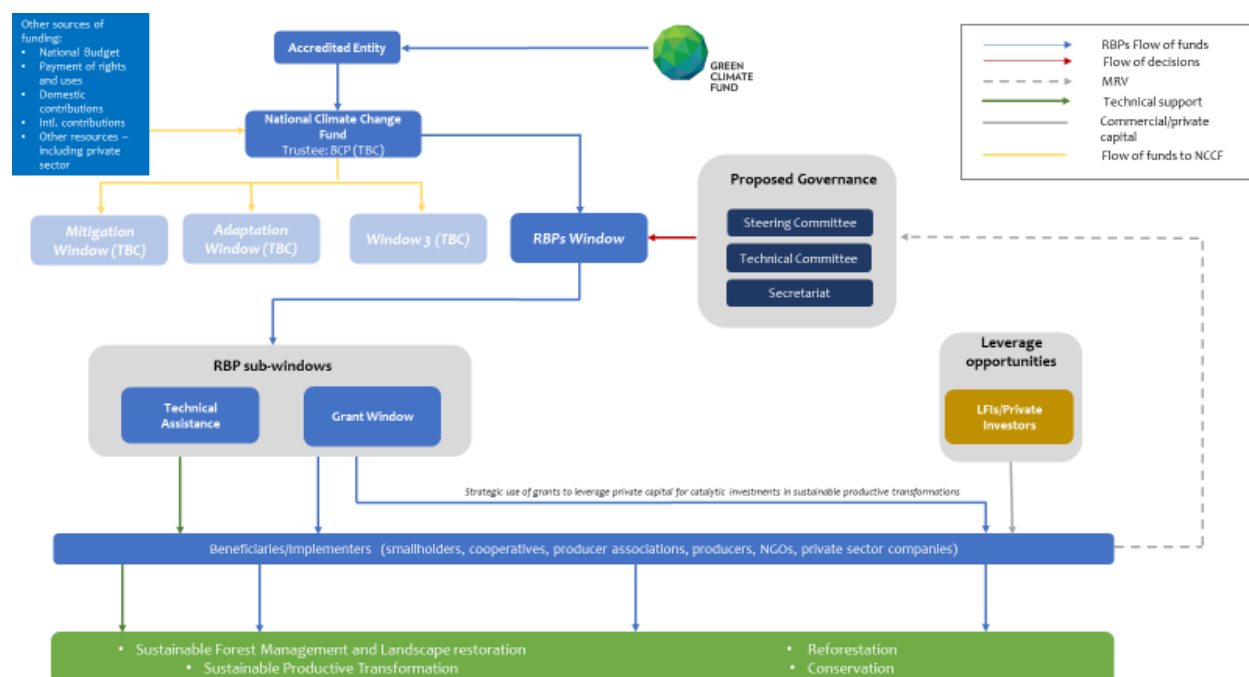 Other sources of
funding:
• National Budget
• Payment of rights
and uses
• Domestic
contributions
• Intl. contributions
• Other resources –
including private
sector
Accredited Entity
GREEN
CLIMATE
FUND
RBPs Flow of funds
Flow of decisions
MRV
Technical support
Commercial/private
capital
Flow of funds to NCCF
National Climate Change
Fund
Trustee: BCP (TBC)
Mitigation
Window (TBC)
Adaptation
Window (TBC)
Window 3 (TBC)
RBPs Window
Proposed Governance
Steering Committee
Technical Committee
Secretariat
RBP sub-windows
Technical
Assistance
Grant Window
Leverage
opportunities
LFIs/Private
Investors
Strategic use of grants to leverage private capital for catalytic investments in sustainable productive transformations
Beneficiaries/Implementers (smallholders, cooperatives, producer associations, producers, NGOs, private sector companies)
• Sustainable Forest Management and Landscape restoration
• Sustainable Productive Transformation
• Reforestation
• Conservation